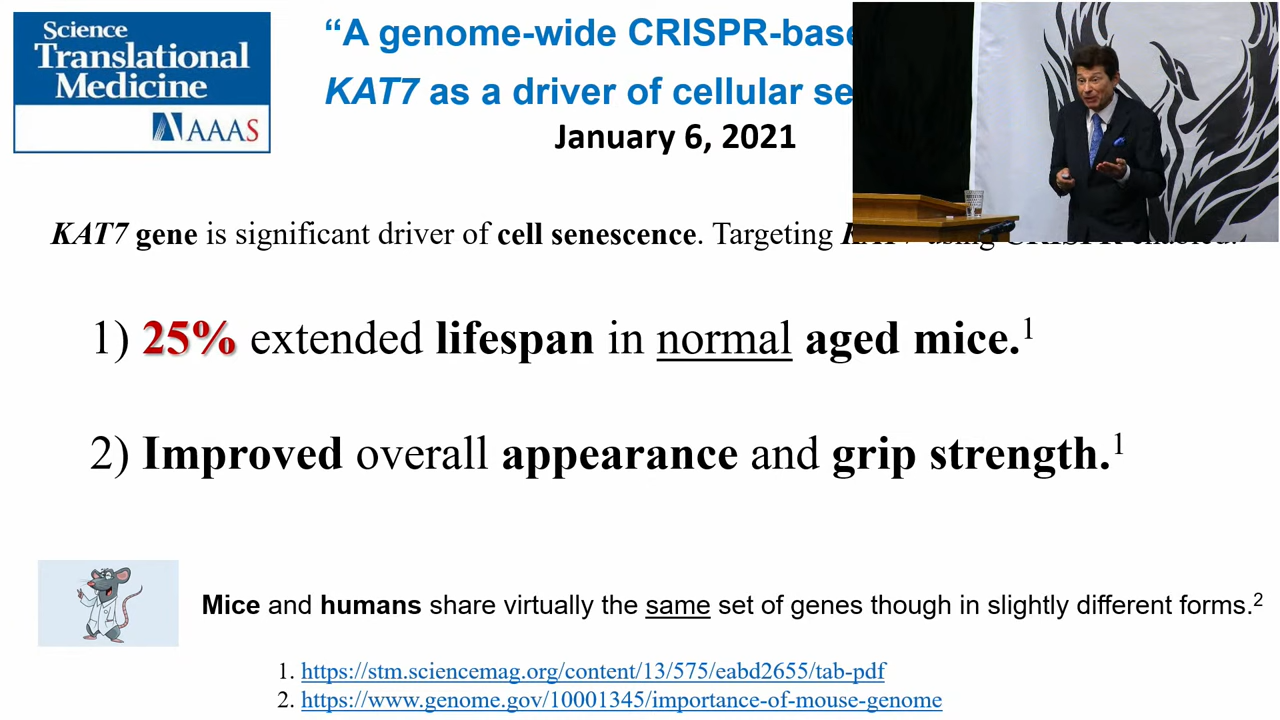 Science
Translational
Medicine
AAAS
“A genome-wide CRISPR-base
KAT7 as a driver of cellular se
January 6, 2021
KAT7 gene is significant driver of cell senescence. Targeting
1) 25% extended lifespan in normal aged mice.1
2) Improved overall appearance and grip strength.1
Mice and humans share virtually the same set of genes though in slightly different forms.2
1. https://stm.sciencemag.org/content/13/575/eabd2655/tab-pdf
2. https://www.genome.gov/10001345/importance-of-mouse-genome